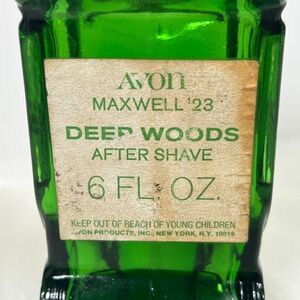 Avon
MAXWELL '23
DEEP WOODS
AFTER SHAVE
6 FL. OZ.
KEEP OUT OF REACH OF YOUNG CHILDREN
AVON PRODUCTS, INC., NEW YORK, N.Y. 10019